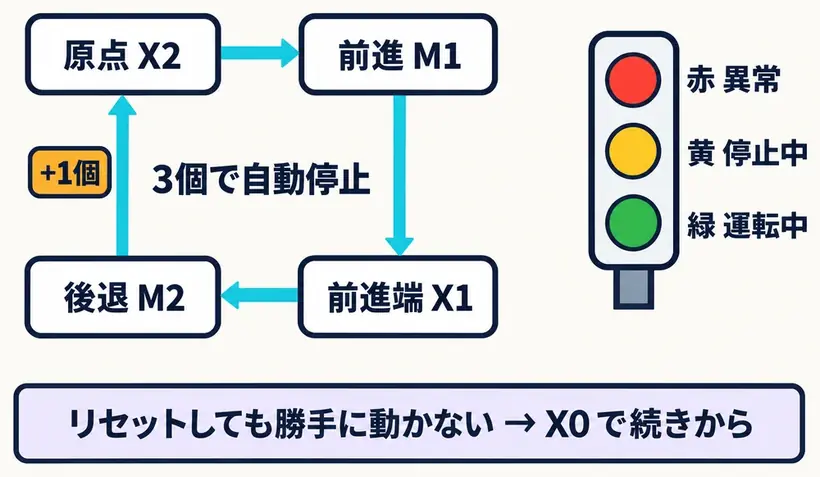 原点 X2
前進 M1
+1個
3個で自動停止
後退 M2
前進端 X1
赤 異常
黄 停止中
緑 運転中
リセットしても勝手に動かない → X0 で続きから